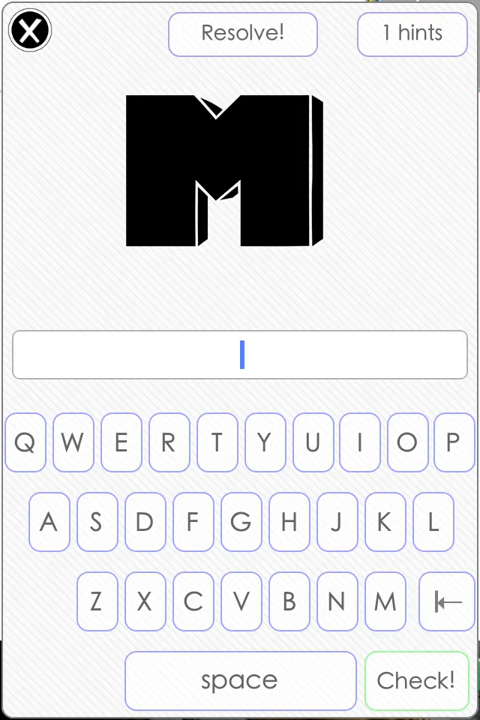 Resolve!
1 hints
M
Q W E R T Y U I O P
A S D F G H J K L
Z X C V B N M
space
Check!